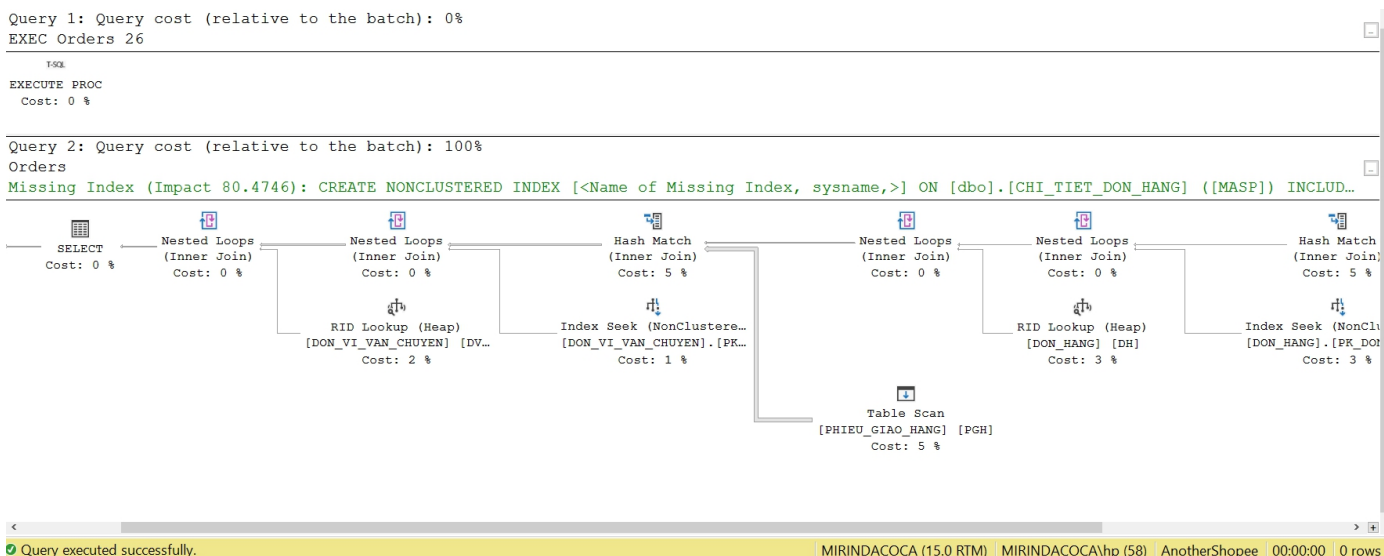 Query 1: Query cost (relative to the batch): 0%
EXEC Orders 26
T-SQL
EXECUTE PROC
Cost: 0 %
Query 2: Query cost (relative to the batch): 100%
Orders
Missing Index (Impact 80.4746): CREATE NONCLUSTERED INDEX [<Name of Missing Index, sysname,>] ON [dbo].[CHI_TIET_DON_HANG] ([MASP]) INCLUD…
SELECT
Cost: 0 %
Nested Loops
(Inner Join)
Cost: 0 %
Nested Loops
(Inner Join)
Cost: 0 %
Hash Match
(Inner Join)
Cost: 5 %
Nested Loops
(Inner Join)
Cost: 0 %
Nested Loops
(Inner Join)
Cost: 0 %
Hash Match
(Inner Join)
Cost: 5 %
RID Lookup (Heap)
[DON_VI_VAN_CHUYEN] [DV…
Cost: 2 %
Index Seek (NonClustere…
[DON_VI_VAN_CHUYEN].[PK…
Cost: 1 %
RID Lookup (Heap)
[DON_HANG] [DH]
Cost: 3 %
Index Seek (NonClu
[DON_HANG].[PK_DON
Cost: 3 %
Table Scan
[PHIEU_GIAO_HANG] [PGH]
Cost: 5 %
Query executed successfully.
MIRINDACOCA (15.0 RTM) MIRINDACOCA\hp (58) AnotherShopee 00:00:00 0 rows